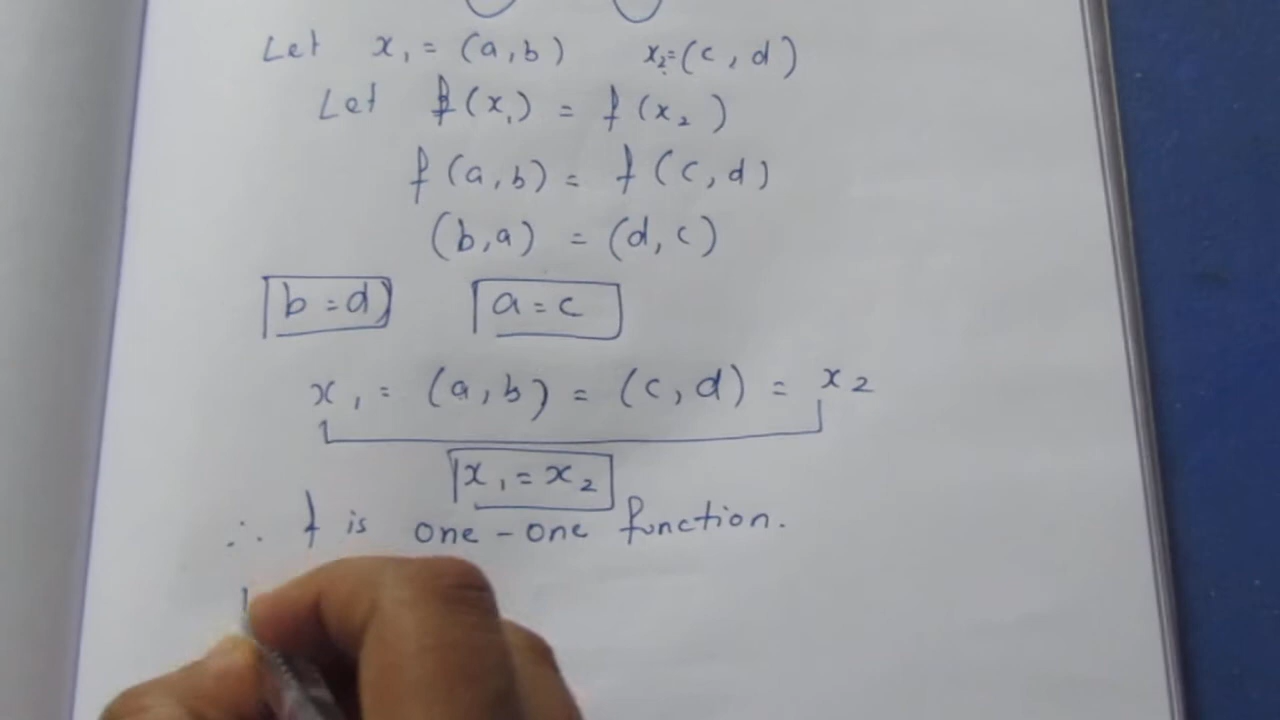 Let x₁ = (a, b) x₂ = (c, d)
Let f(x₁) = f(x₂)
f(a, b) = f(c, d)
(b, a) = (d, c)
b = d a = c
x₁ = (a, b) = (c, d) = x₂
x₁ = x₂
∴ f is one-one function.